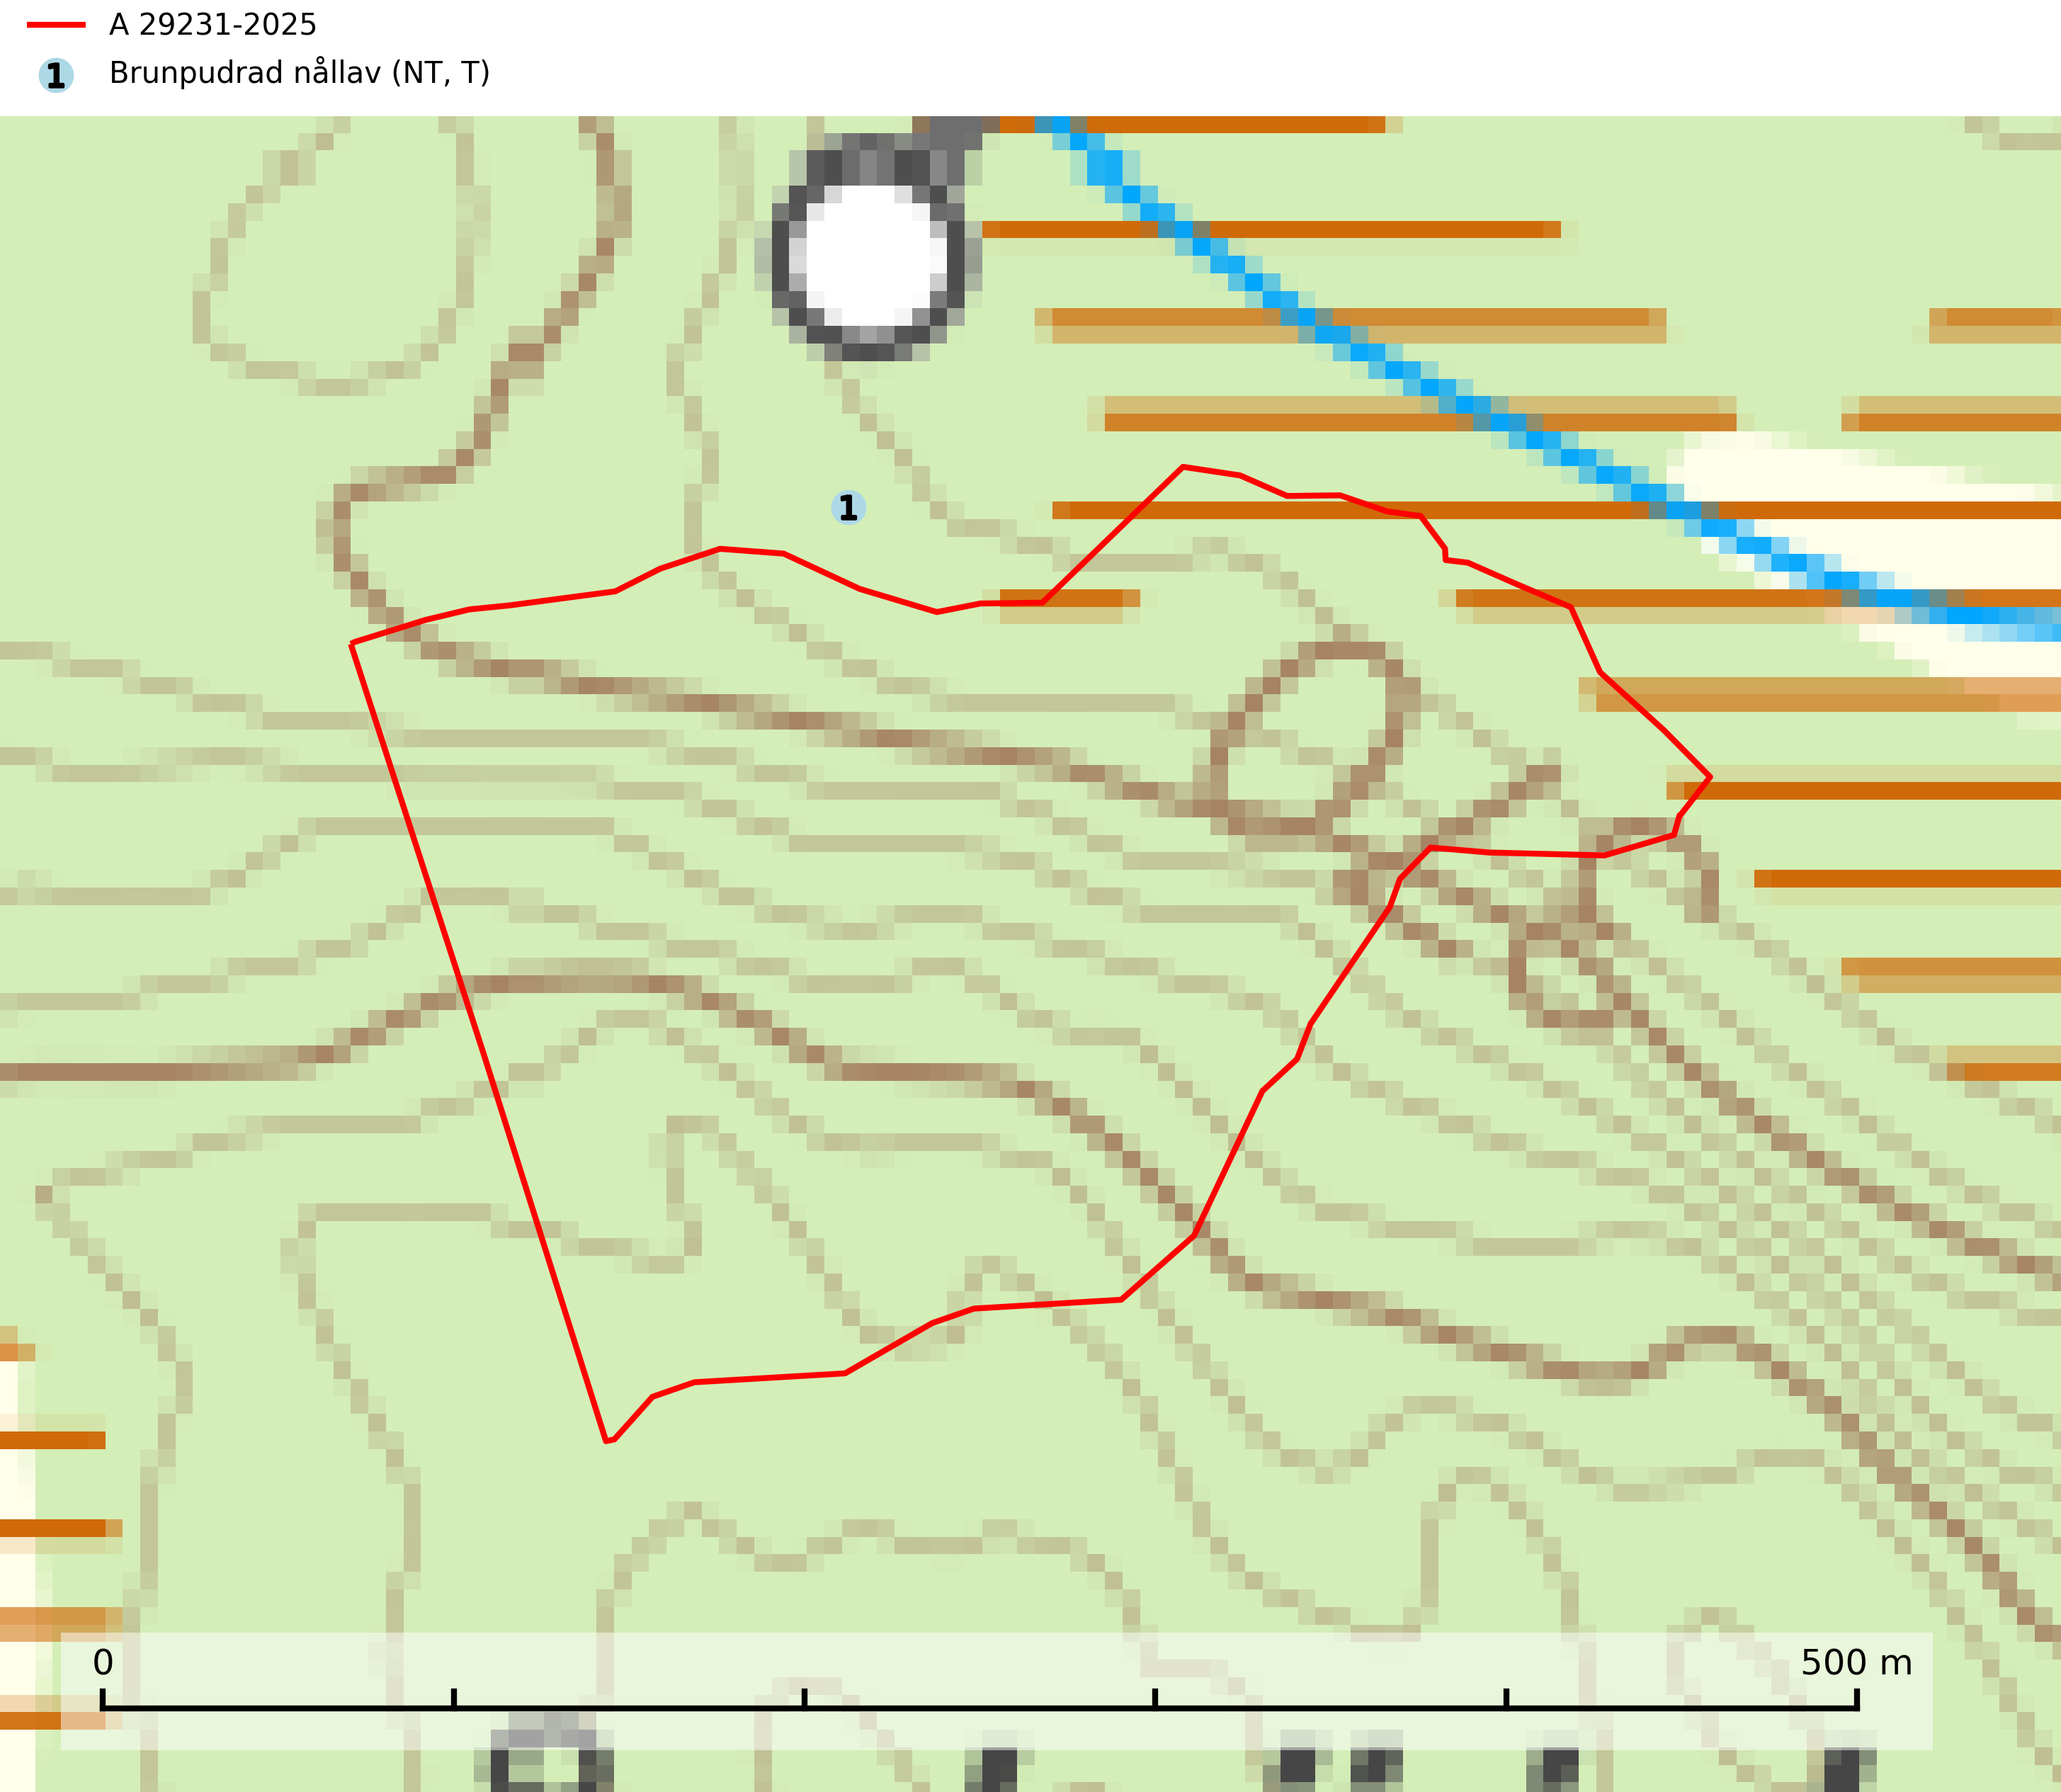 A 29231-2025
1 Brunpudrad nållav (NT, T)
1
0 500 m